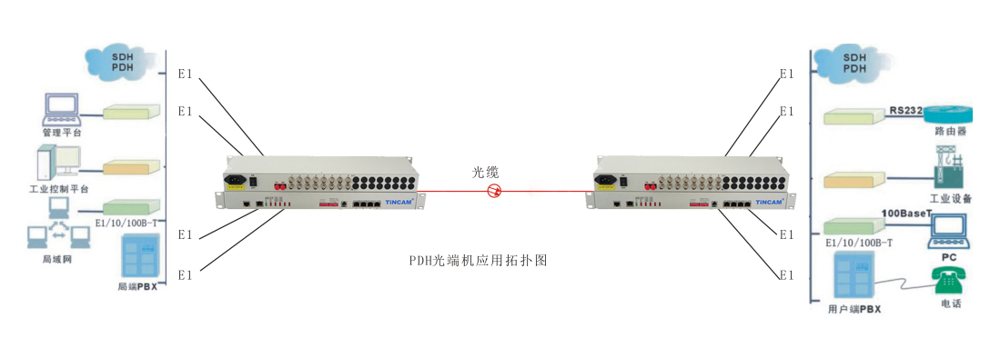 SDH
PDH
E1
E1
管理平台
工业控制平台
E1/10/100B-T
局域网
局端PBX
E1
E1
TINCAM
光缆
PDH光端机应用拓扑图
TINCAM
E1
E1
E1
E1
SDH
PDH
RS232
路由器
工业设备
100BaseT
E1/10/100B-T
PC
用户端PBX
电话